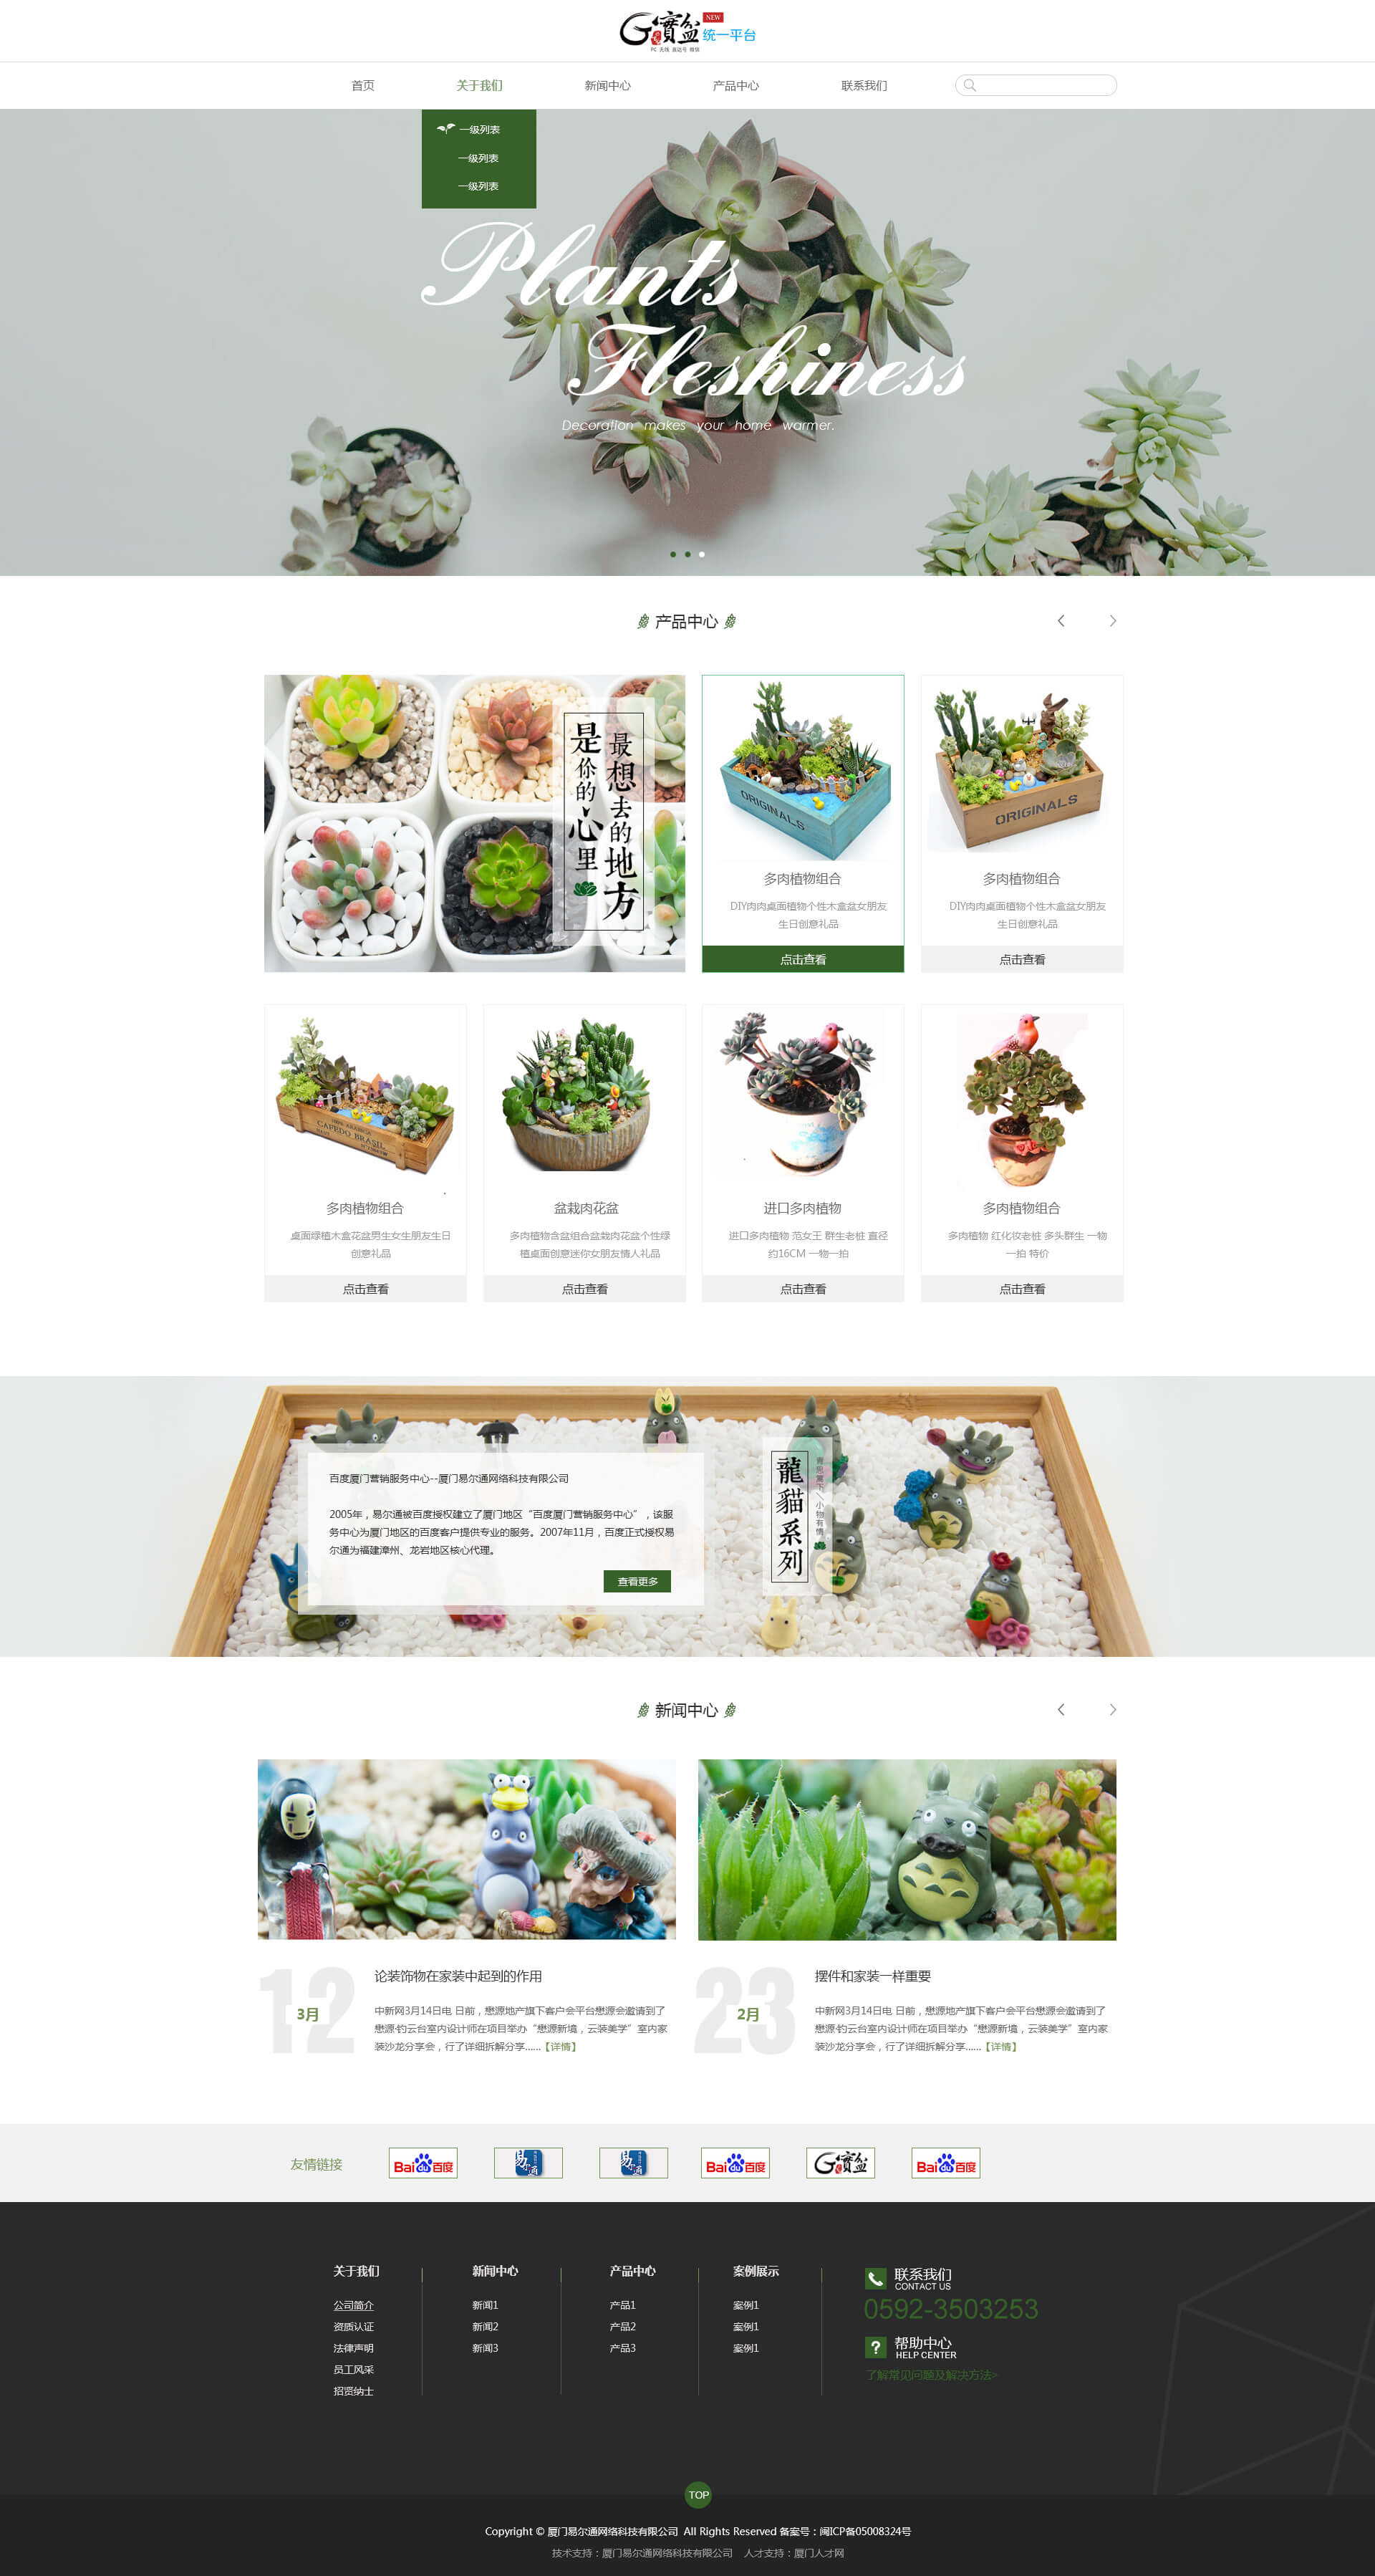 G實盆
NEW
统一平台
PC 无线 直达号 微信
首页
关于我们
新闻中心
产品中心
联系我们
一级列表
一级列表
一级列表
Plants
Fleshiness
Decoration makes your home warmer.
产品中心
最想去的地方
是你的心里
ORIGINALS
多肉植物组合
DIY肉肉桌面植物个性木盒盆女朋友
生日创意礼品
点击查看
ORIGINALS
多肉植物组合
DIY肉肉桌面植物个性木盒盆女朋友
生日创意礼品
点击查看
CAFEDO BRASIL
多肉植物组合
桌面绿植木盒花盆男生女生朋友生日
创意礼品
点击查看
盆栽肉花盆
多肉植物含盆组合盆栽肉花盆个性绿
植桌面创意迷你女朋友情人礼品
点击查看
进口多肉植物
进口多肉植物 范女王 群生老桩 直径
约16CM 一物一拍
点击查看
多肉植物组合
多肉植物 红化妆老桩 多头群生 一物
一拍 特价
点击查看
百度厦门营销服务中心--厦门易尔通网络科技有限公司
2005年，易尔通被百度授权建立了厦门地区“百度厦门营销服务中心”，该服
务中心为厦门地区的百度客户提供专业的服务。2007年11月，百度正式授权易
尔通为福建漳州、龙岩地区核心代理。
查看更多
龍貓系列
小物有情
新闻中心
12
3月
论装饰物在家装中起到的作用
中新网3月14日电 日前，懋源地产旗下客户会平台懋源会邀请到了
懋源·钓云台室内设计师在项目举办“懋源新境，云装美学”室内家
装沙龙分享会，行了详细拆解分享......【详情】
23
2月
摆件和家装一样重要
中新网3月14日电 日前，懋源地产旗下客户会平台懋源会邀请到了
懋源·钓云台室内设计师在项目举办“懋源新境，云装美学”室内家
装沙龙分享会，行了详细拆解分享......【详情】
友情链接
Bai百度
易尔通
易尔通
Bai百度
G實盆
Bai百度
关于我们
公司简介
资质认证
法律声明
员工风采
招贤纳士
新闻中心
新闻1
新闻2
新闻3
产品中心
产品1
产品2
产品3
案例展示
案例1
案例1
案例1
联系我们
CONTACT US
0592-3503253
帮助中心
HELP CENTER
了解常见问题及解决方法>
TOP
Copyright © 厦门易尔通网络科技有限公司 All Rights Reserved 备案号：闽ICP备05008324号
技术支持：厦门易尔通网络科技有限公司 人才支持：厦门人才网